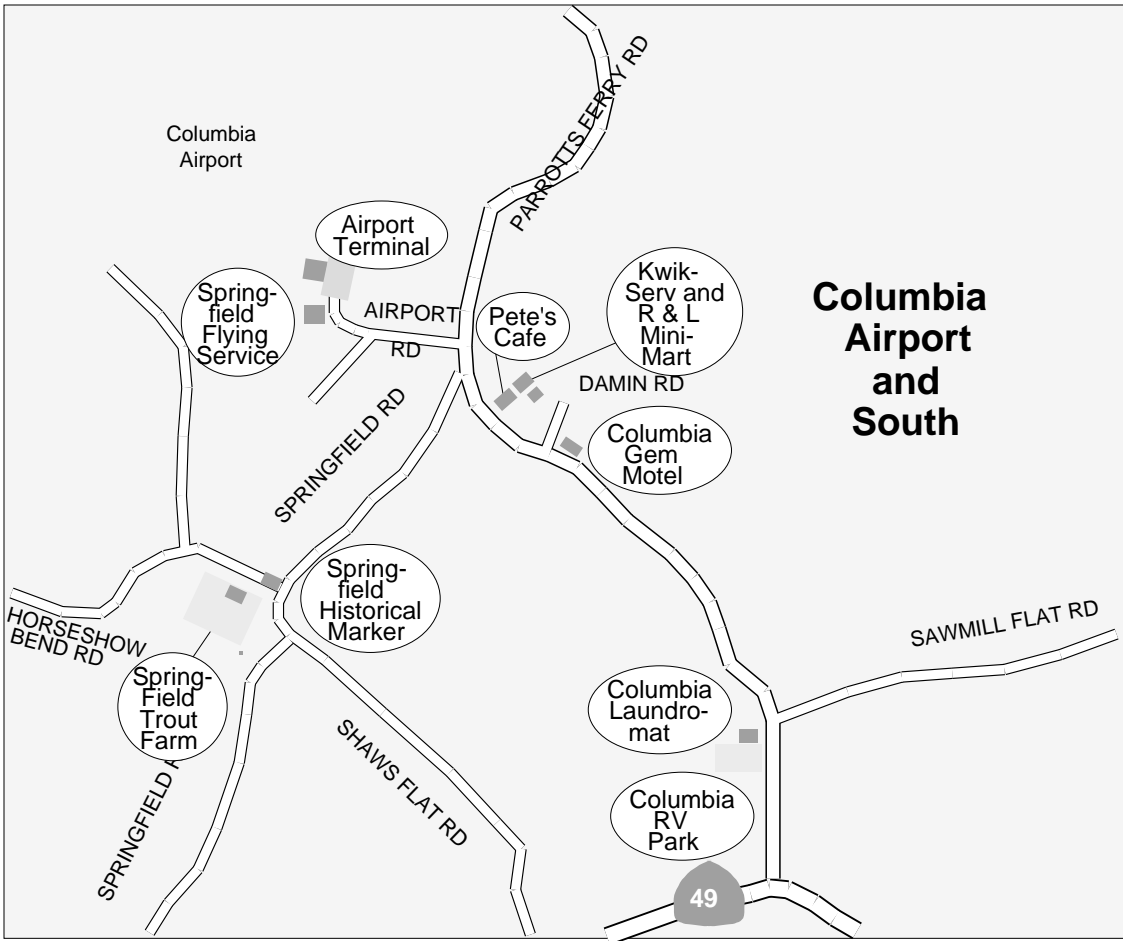 PARROTTS FERRY RD
Columbia
Airport
Airport
Terminal
Spring-
field
Flying
Service
AIRPORT
RD
Pete's
Cafe
Kwik-
Serv and
R & L
Mini-
Mart
Columbia
Airport
and
South
DAMIN RD
SPRINGFIELD RD
Columbia
Gem
Motel
Spring-
field
Historical
Marker
HORSESHOW
BEND RD
SAWMILL FLAT RD
Spring-
Field
Trout
Farm
Columbia
Laundro-
mat
SHAWS FLAT RD
SPRINGFIELD
Columbia
RV
Park
49